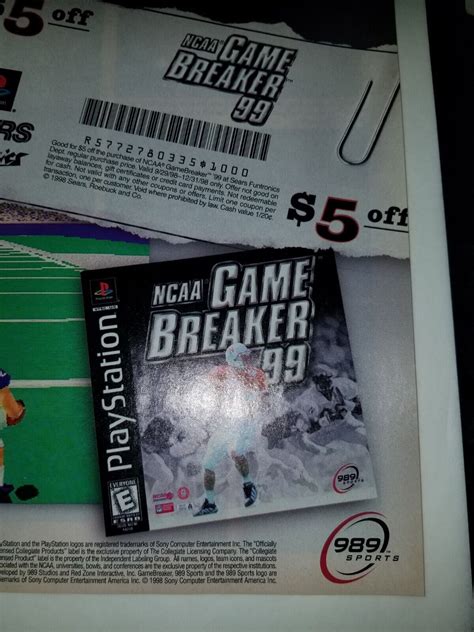 $5 off
NCAA GAME
BREAKER
99
R5772780335$1000
Good for $5 off the purchase of NCAA® GameBreaker™ '99 at Sears Funtronics
Dept. regular purchase price. Valid 9/29/98–12/31/98 only. Offer not good on
layaway balances, gift certificates or credit card payments. Not redeemable
for cash. Not valid with any other coupons or offers. Limit one coupon per
transaction, one per customer. Void where prohibited by law. Cash value 1/20¢.
© 1998 Sears, Roebuck and Co.
$5 off
PlayStation
NCAA GAME
BREAKER
99
E
ESRB
989
SPORTS
Station and the PlayStation logos are registered trademarks of Sony Computer Entertainment Inc. The "Officially
ensed Collegiate Products" label is the exclusive property of The Collegiate Licensing Company. The "Collegiate
ensed Product" label is the property of the Independent Labeling Group. All names, logos, team icons, and mascots
ociated with the NCAA, universities, bowls, and conferences are the exclusive property of the respective institutions.
eloped by 989 Studios and Red Zone Interactive, Inc. GameBreaker, 989 Sports and the 989 Sports logo are
demarks of Sony Computer Entertainment America Inc. © 1998 Sony Computer Entertainment America Inc.
989
SPORTS